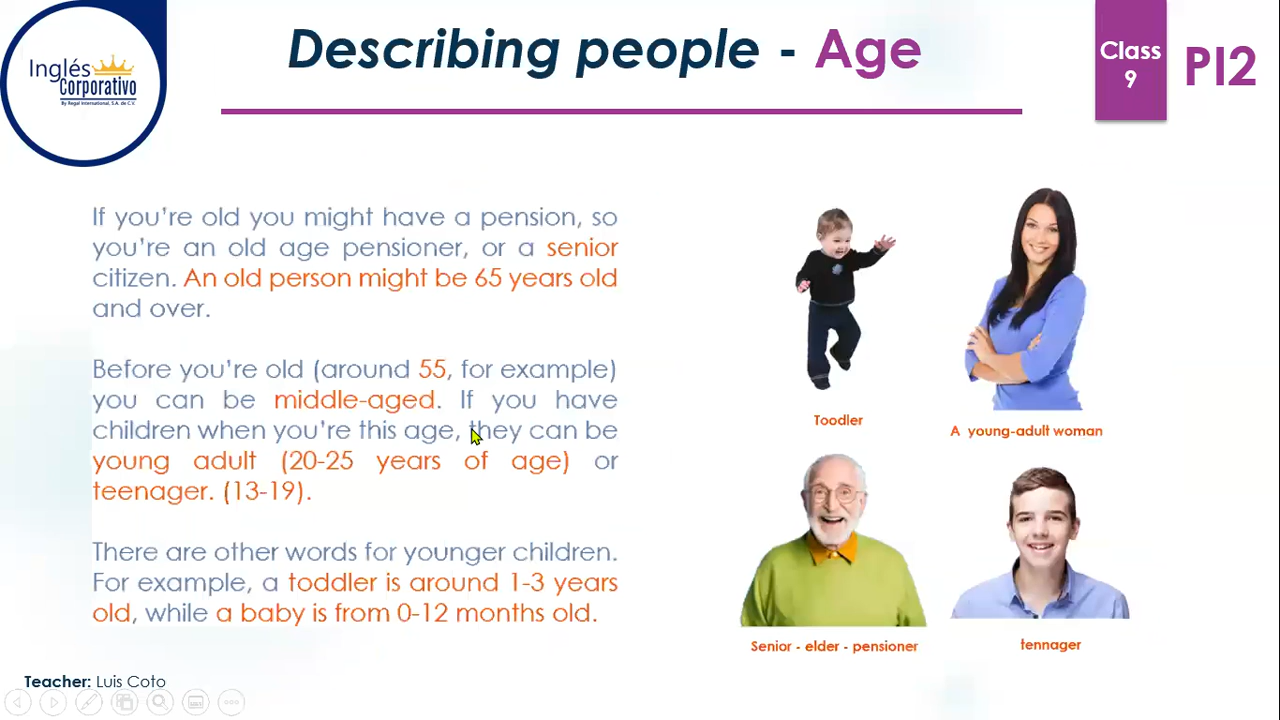 Inglés
Corporativo
By Regal International, S.A. de C.V.
Describing people - Age
Class
9
PI2
If you're old you might have a pension, so
you're an old age pensioner, or a senior
citizen. An old person might be 65 years old
and over.
Before you're old (around 55, for example)
you can be middle-aged. If you have
children when you're this age, they can be
young adult (20-25 years of age) or
teenager. (13-19).
There are other words for younger children.
For example, a toddler is around 1-3 years
old, while a baby is from 0-12 months old.
Toodler
A young-adult woman
Senior - elder - pensioner
tennager
Teacher: Luis Coto